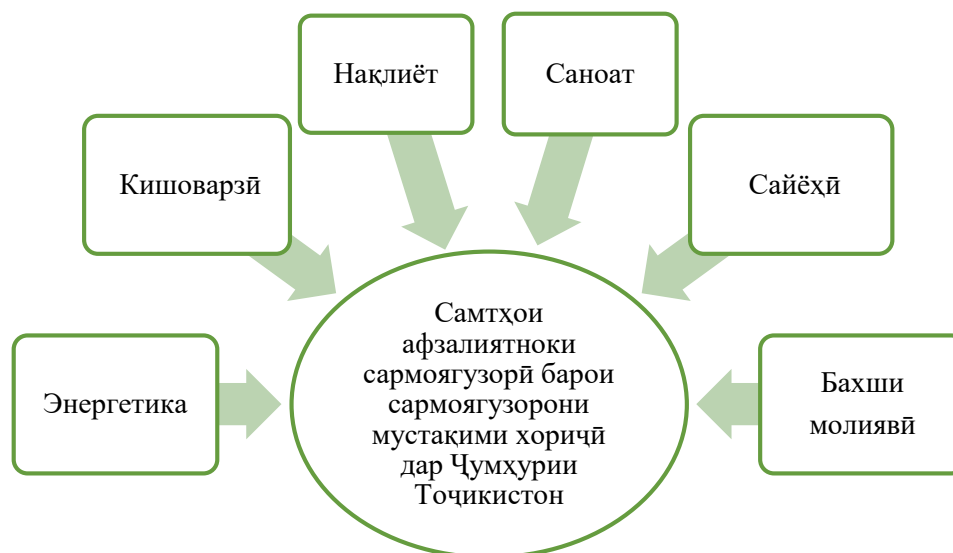 Нақлиёт
Саноат
Кишоварзӣ
Сайёҳӣ
Энергетика
Самтҳои
афзалиятноки
сармоягузорӣ барои
сармоягузорони
мустақими хориҷӣ
дар Ҷумҳурии
Тоҷикистон
Бахши
молиявӣ